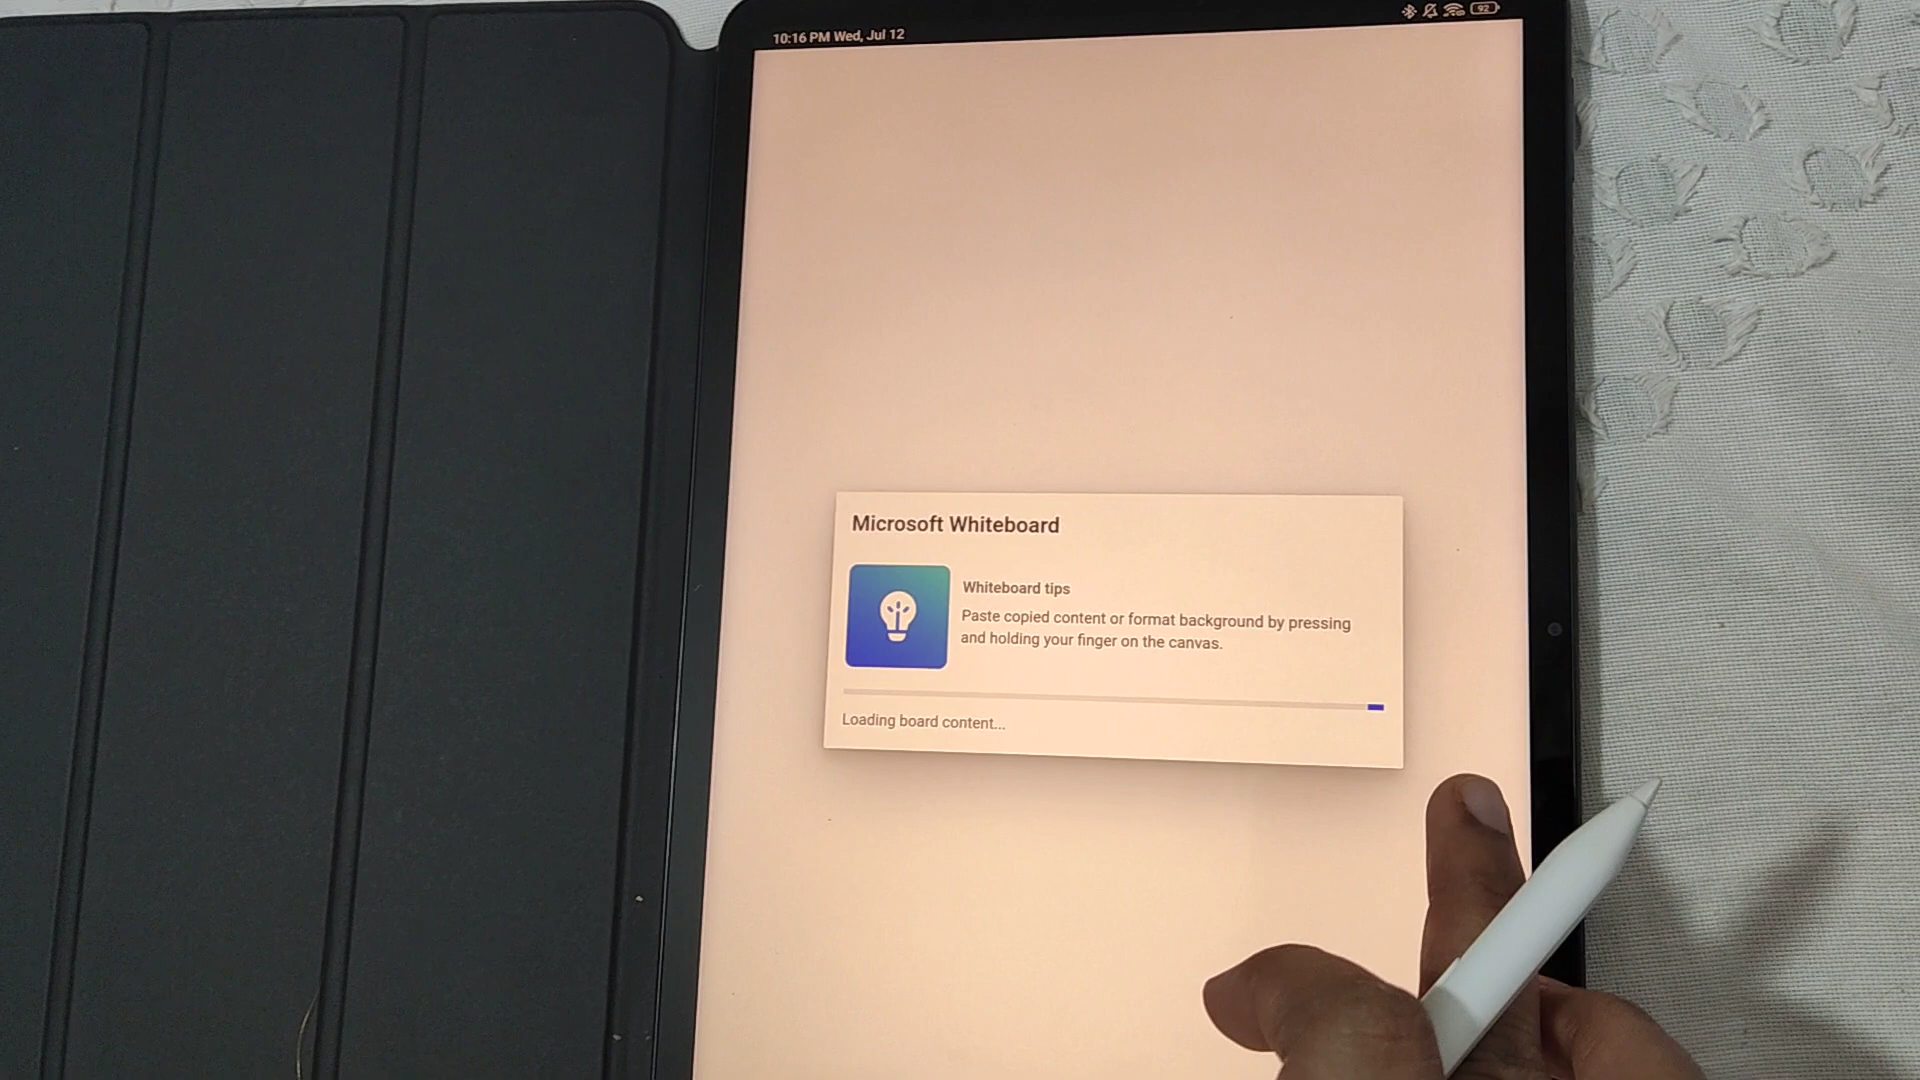 10:16 PM Wed, Jul 12
92
Microsoft Whiteboard
Whiteboard tips
Paste copied content or format background by pressing
and holding your finger on the canvas.
Loading board content...